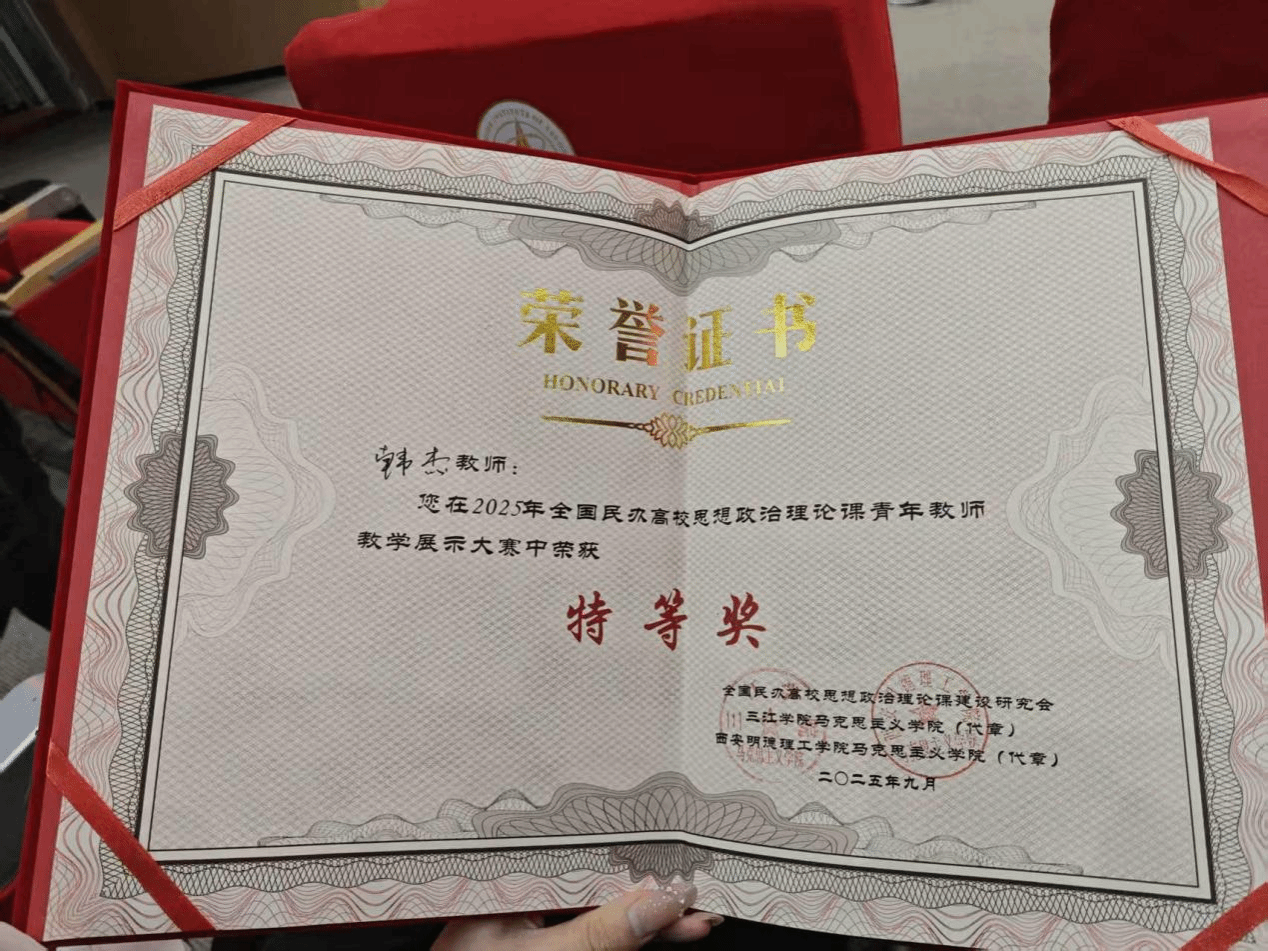 荣誉证书
HONORARY CREDENTIAL
韩杰教师：
您在2025年全国民办高校思想政治理论课青年教师
教学展示大赛中荣获
特等奖
全国民办高校思想政治理论课建设研究会
三江学院马克思主义学院（代章）
西安明德理工学院马克思主义学院（代章）
二〇二五年九月